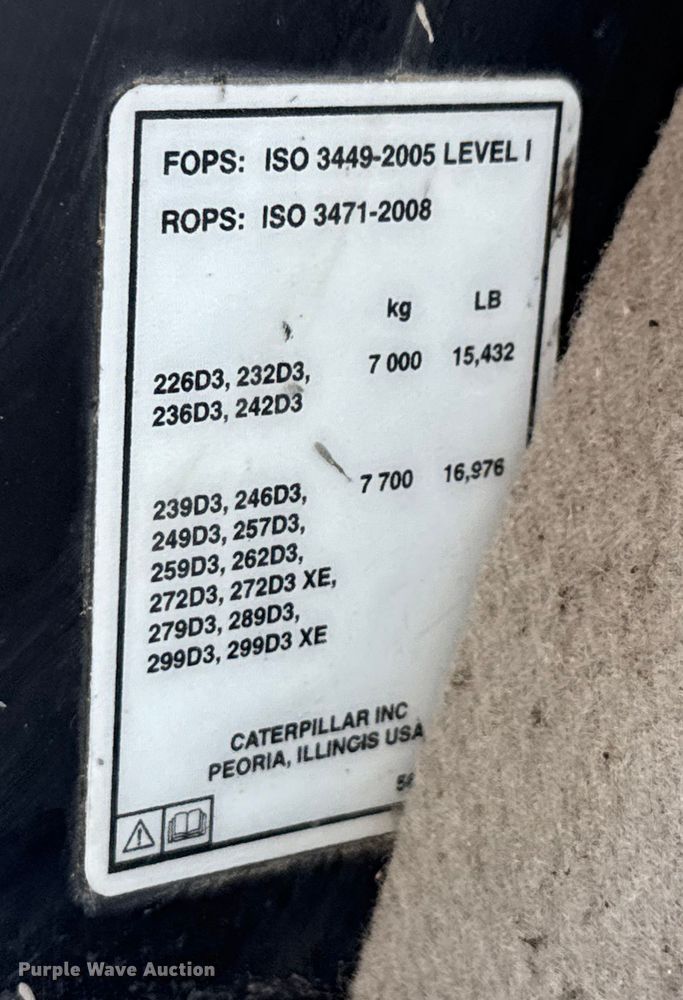 FOPS: ISO 3449-2005 LEVEL I
ROPS: ISO 3471-2008
kg LB
226D3, 232D3, 7 000 15,432
236D3, 242D3
239D3, 246D3, 7 700 16,976
249D3, 257D3,
259D3, 262D3,
272D3, 272D3 XE,
279D3, 289D3,
299D3, 299D3 XE
CATERPILLAR INC
PEORIA, ILLINOIS USA
Purple Wave Auction